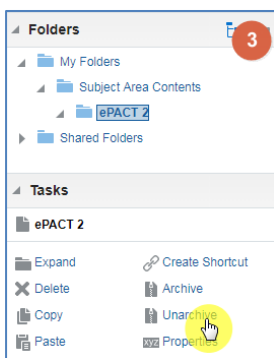 Folders
3
My Folders
Subject Area Contents
ePACT 2
Shared Folders
Tasks
ePACT 2
Expand Create Shortcut
Delete Archive
Copy Unarchive
Paste xyz Properties